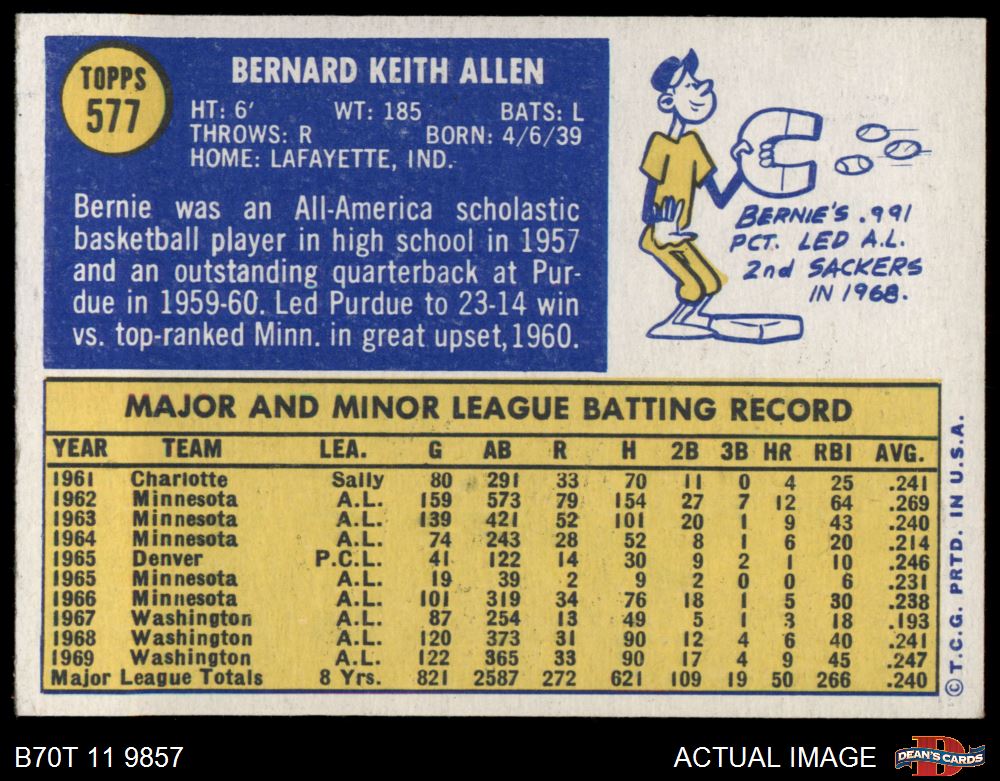 TOPPS
577
BERNARD KEITH ALLEN
HT: 6' WT: 185 BATS: L
THROWS: R BORN: 4/6/39
HOME: LAFAYETTE, IND.
Bernie was an All-America scholastic
basketball player in high school in 1957
and an outstanding quarterback at Pur-
due in 1959-60. Led Purdue to 23-14 win
vs. top-ranked Minn. in great upset, 1960.
BERNIE'S .991
PCT. LED A.L.
2nd SACKERS
IN 1968.
MAJOR AND MINOR LEAGUE BATTING RECORD
YEAR TEAM LEA. G AB R H 2B 3B HR RBI AVG.
1961 Charlotte Sally 80 291 33 70 11 0 4 25 .241
1962 Minnesota A.L. 159 573 79 154 27 7 12 64 .269
1963 Minnesota A.L. 139 421 52 101 20 1 9 43 .240
1964 Minnesota A.L. 74 243 28 52 8 1 6 20 .214
1965 Denver P.C.L. 41 122 14 30 9 2 1 10 .246
1965 Minnesota A.L. 19 39 2 9 2 0 0 6 .231
1966 Minnesota A.L. 101 319 34 76 18 1 5 30 .238
1967 Washington A.L. 87 254 13 49 5 1 3 18 .193
1968 Washington A.L. 120 373 31 90 12 4 6 40 .241
1969 Washington A.L. 122 365 33 90 17 4 9 45 .247
Major League Totals 8 Yrs. 821 2587 272 621 109 19 50 266 .240
© T.C.G. PRTD. IN U.S.A.
B70T 11 9857
ACTUAL IMAGE
D
DEAN'S CARDS